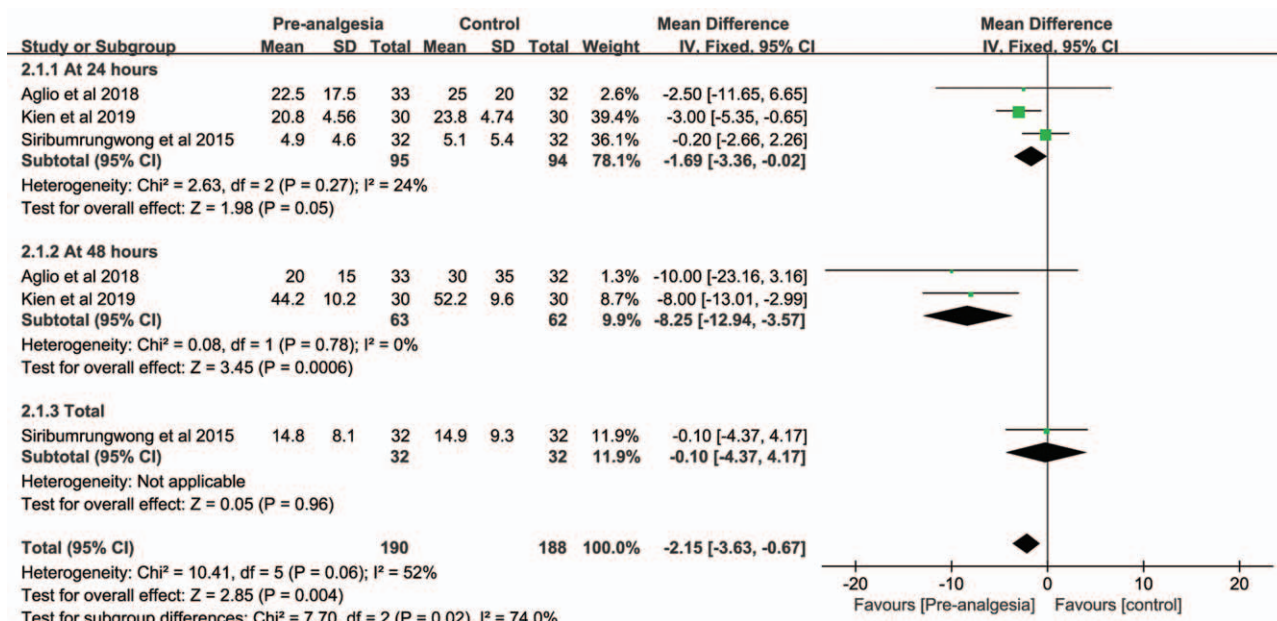 Pre-analgesia Control Mean Difference Mean Difference
Study or Subgroup Mean SD Total Mean SD Total Weight IV. Fixed. 95% CI IV. Fixed. 95% CI
2.1.1 At 24 hours
Aglio et al 2018 22.5 17.5 33 25 20 32 2.6% -2.50 [-11.65, 6.65]
Kien et al 2019 20.8 4.56 30 23.8 4.74 30 39.4% -3.00 [-5.35, -0.65]
Siribumrungwong et al 2015 4.9 4.6 32 5.1 5.4 32 36.1% -0.20 [-2.66, 2.26]
Subtotal (95% CI) 95 94 78.1% -1.69 [-3.36, -0.02]
Heterogeneity: Chi² = 2.63, df = 2 (P = 0.27); I² = 24%
Test for overall effect: Z = 1.98 (P = 0.05)
2.1.2 At 48 hours
Aglio et al 2018 20 15 33 30 35 32 1.3% -10.00 [-23.16, 3.16]
Kien et al 2019 44.2 10.2 30 52.2 9.6 30 8.7% -8.00 [-13.01, -2.99]
Subtotal (95% CI) 63 62 9.9% -8.25 [-12.94, -3.57]
Heterogeneity: Chi² = 0.08, df = 1 (P = 0.78); I² = 0%
Test for overall effect: Z = 3.45 (P = 0.0006)
2.1.3 Total
Siribumrungwong et al 2015 14.8 8.1 32 14.9 9.3 32 11.9% -0.10 [-4.37, 4.17]
Subtotal (95% CI) 32 32 11.9% -0.10 [-4.37, 4.17]
Heterogeneity: Not applicable
Test for overall effect: Z = 0.05 (P = 0.96)
Total (95% CI) 190 188 100.0% -2.15 [-3.63, -0.67]
Heterogeneity: Chi² = 10.41, df = 5 (P = 0.06); I² = 52%
Test for overall effect: Z = 2.85 (P = 0.004)
Test for subgroup differences: Chi² = 7.70, df = 2 (P = 0.02), I² = 74.0%
-20 -10 0 10 20
Favours [Pre-analgesia] Favours [control]